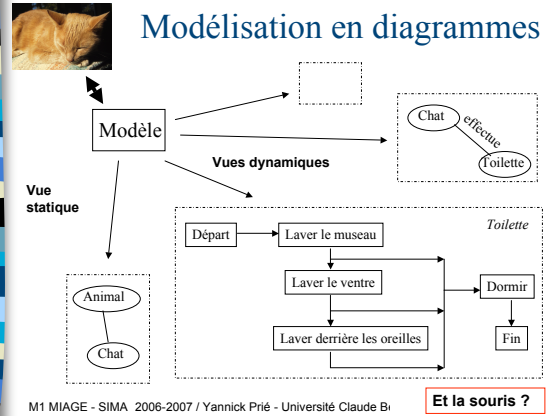 Modélisation en diagrammes
Modèle
Chat
effectue
Toilette
Vues dynamiques
Vue
statique
Toilette
Départ
Laver le museau
Laver le ventre
Dormir
Animal
Laver derrière les oreilles
Fin
Chat
M1 MIAGE - SIMA 2006-2007 / Yannick Prié - Université Claude
Et la souris ?